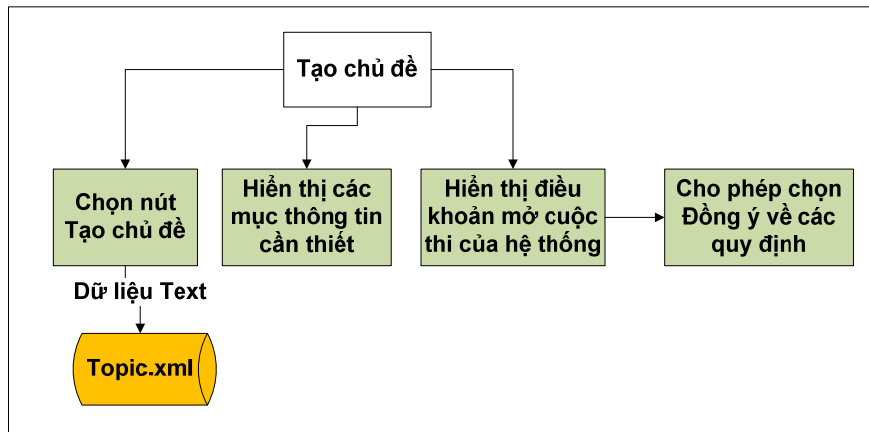 Tạo chủ đề
Chọn nút
Tạo chủ đề
Hiển thị các
mục thông tin
cần thiết
Hiển thị điều
khoản mở cuộc
thi của hệ thống
Cho phép chọn
Đồng ý về các
quy định
Dữ liệu Text
Topic.xml